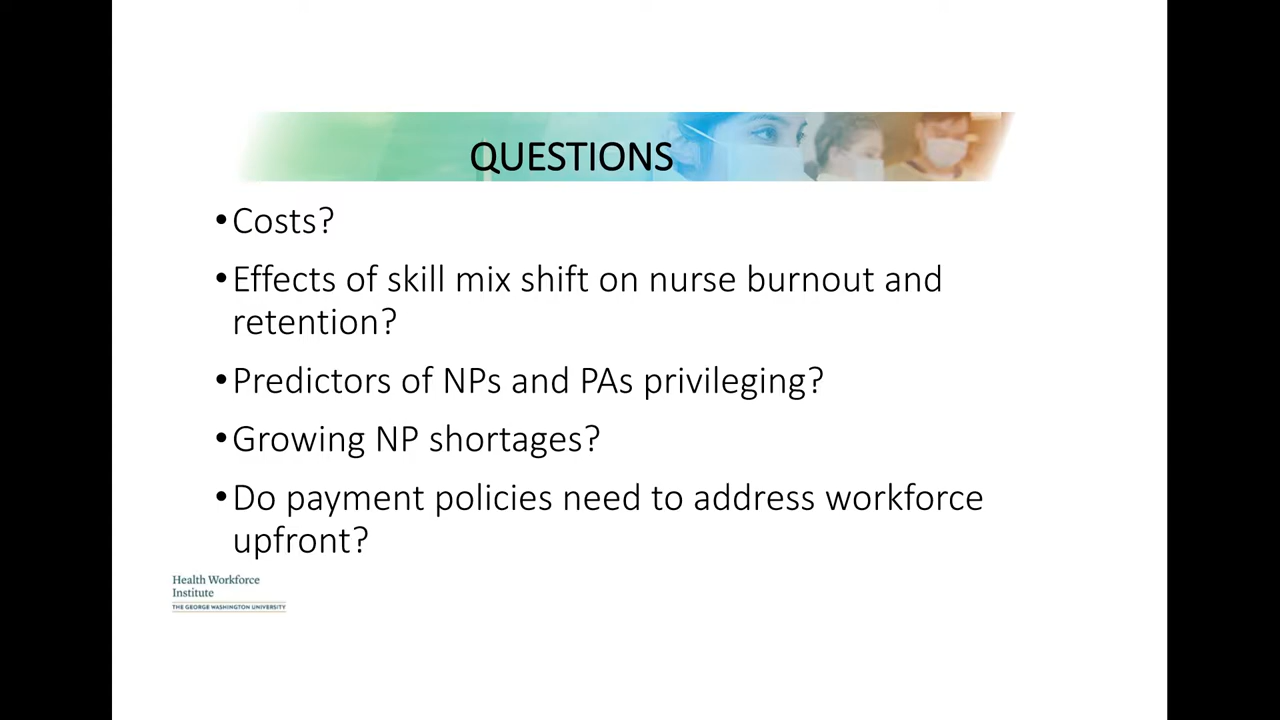 QUESTIONS
•Costs?
•Effects of skill mix shift on nurse burnout and
retention?
•Predictors of NPs and PAs privileging?
•Growing NP shortages?
•Do payment policies need to address workforce
upfront?
Health Workforce
Institute
THE GEORGE WASHINGTON UNIVERSITY